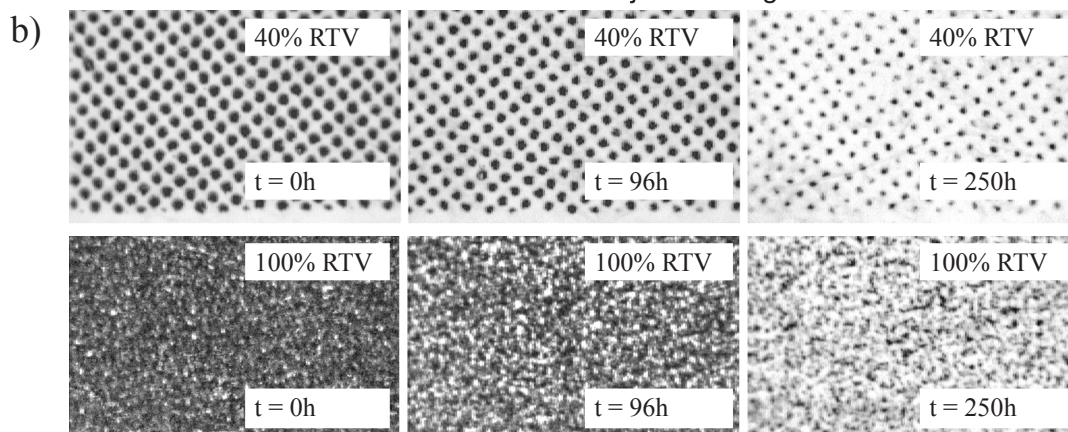 b)
40% RTV
40% RTV
40% RTV
t = 0h
t = 96h
t = 250h
100% RTV
100% RTV
100% RTV
t = 0h
t = 96h
t = 250h